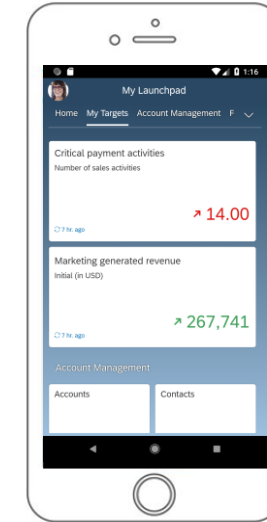 1:16
My Launchpad
Home My Targets Account Management F
Critical payment activities
Number of sales activities
14.00
7 hr. ago
Marketing generated revenue
Initial (in USD)
267,741
7 hr. ago
Account Management
Accounts Contacts